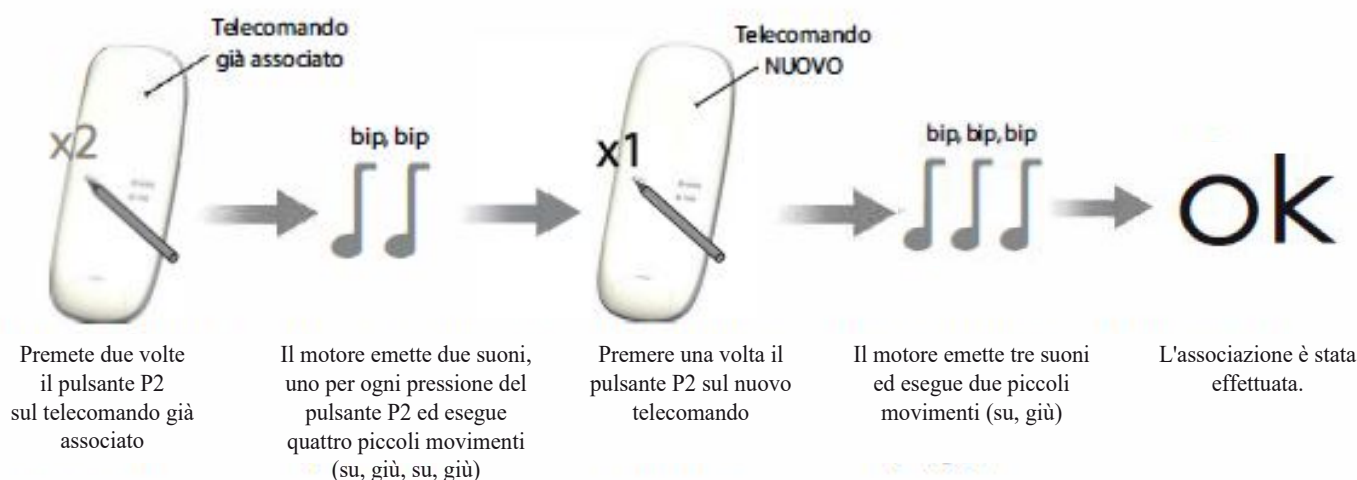 Telecomando
già associato
x2
bip, bip
Telecomando
NUOVO
x1
bip, bip, bip
ok
Premete due volte
il pulsante P2
sul telecomando già
associato
Il motore emette due suoni,
uno per ogni pressione del
pulsante P2 ed esegue
quattro piccoli movimenti
(su, giù, su, giù)
Premere una volta il
pulsante P2 sul nuovo
telecomando
Il motore emette tre suoni
ed esegue due piccoli
movimenti (su, giù)
L'associazione è stata
effettuata.